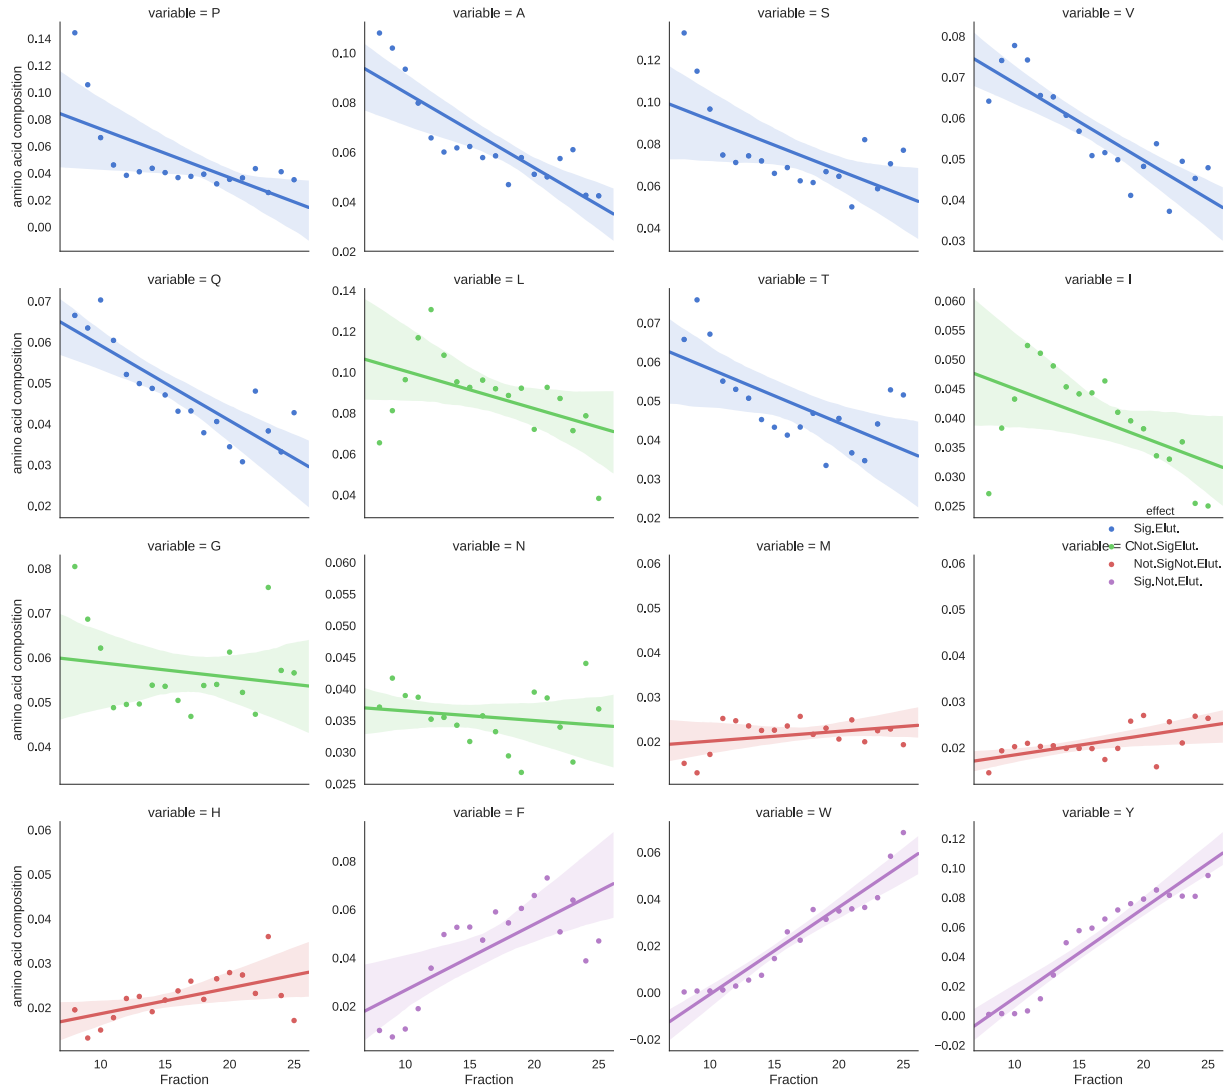 variable = P
variable = A
variable = S
variable = V
amino acid composition
0.14
0.12
0.10
0.08
0.06
0.04
0.02
0.00
0.10
0.08
0.06
0.04
0.02
0.12
0.10
0.08
0.06
0.04
0.08
0.07
0.06
0.05
0.04
0.03
variable = Q
variable = L
variable = T
variable = I
amino acid composition
0.07
0.06
0.05
0.04
0.03
0.02
0.14
0.12
0.10
0.08
0.06
0.04
0.07
0.06
0.05
0.04
0.03
0.02
0.060
0.055
0.050
0.045
0.040
0.035
0.030
0.025
effect
Sig.Elut.
Not.SigElut.
Not.SigNot.Elut.
Sig.Not.Elut.
variable = G
variable = N
variable = M
variable = C
amino acid composition
0.08
0.07
0.06
0.05
0.04
0.060
0.055
0.050
0.045
0.040
0.035
0.030
0.025
0.06
0.05
0.04
0.03
0.02
0.06
0.05
0.04
0.03
0.02
variable = H
variable = F
variable = W
variable = Y
amino acid composition
0.06
0.05
0.04
0.03
0.02
0.08
0.06
0.04
0.02
0.06
0.04
0.02
0.00
−0.02
0.12
0.10
0.08
0.06
0.04
0.02
0.00
−0.02
10 15 20 25
10 15 20 25
10 15 20 25
10 15 20 25
Fraction
Fraction
Fraction
Fraction